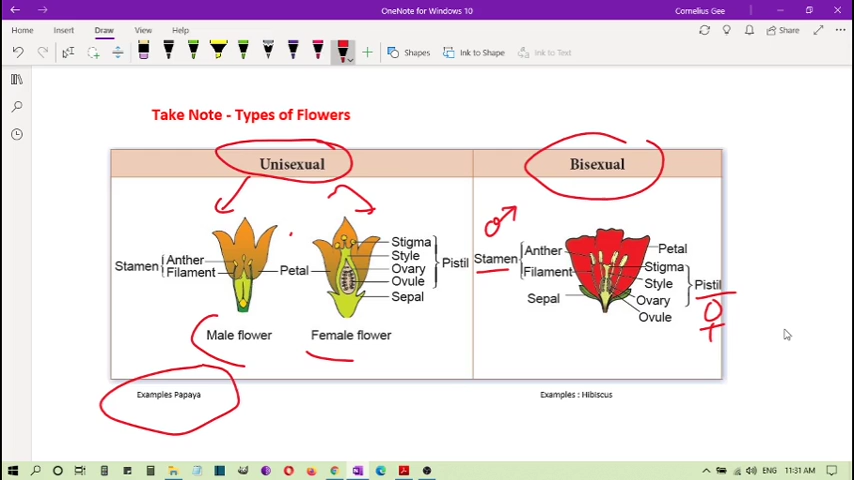 OneNote for Windows 10
Cornelius Gee
Home Insert Draw View Help
Share
Shapes Ink to Shape Ink to Text
Take Note - Types of Flowers
Unisexual
Bisexual
Stamen
Anther
Filament
Petal
Stigma
Style
Ovary
Ovule
Sepal
Pistil
Male flower
Female flower
Stamen
Anther
Filament
Sepal
Petal
Stigma
Style
Ovary
Ovule
Pistil
Examples Papaya
Examples : Hibiscus
ENG 11:31 AM